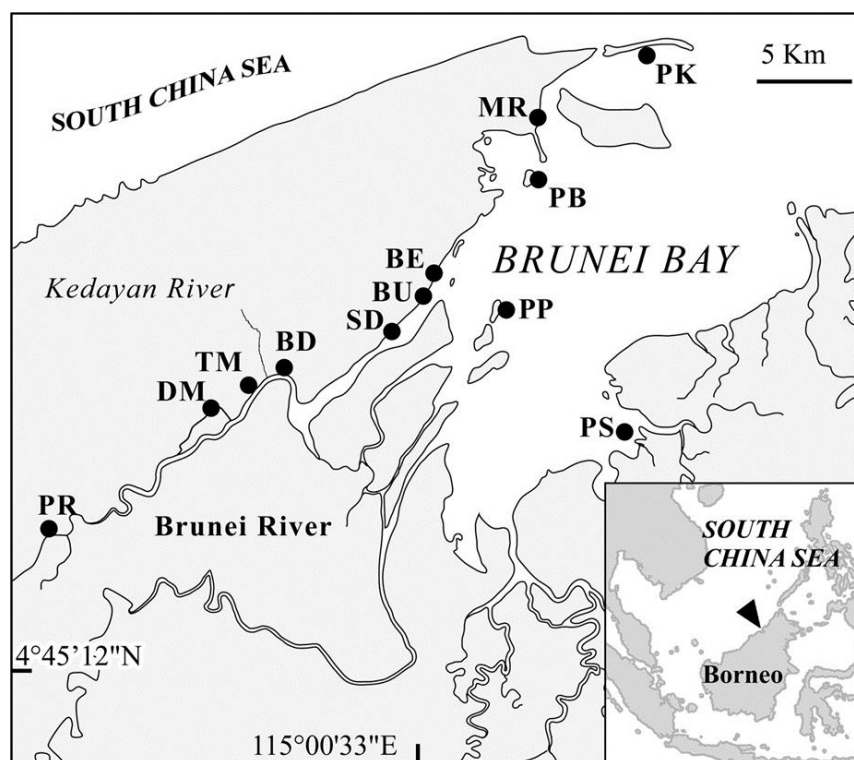 SOUTH CHINA SEA
5 Km
PK
MR
PB
BE
BRUNEI BAY
Kedayan River
BU
PP
SD
BD
TM
DM
PS
PR
Brunei River
SOUTH
CHINA SEA
4°45'12"N
Borneo
115°00'33"E